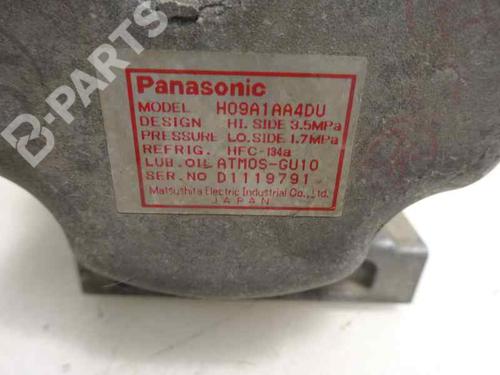 B-PARTS
Panasonic
MODEL H09A1AA4DU
DESIGN HI. SIDE 3.5MPa
PRESSURE LO. SIDE 1.7MPa
REFRIG. HFC-134a
LUB. OIL ATMOS-GU10
SER. NO D1119791
Matsushita Electric Industrial Co., Ltd.
JAPAN